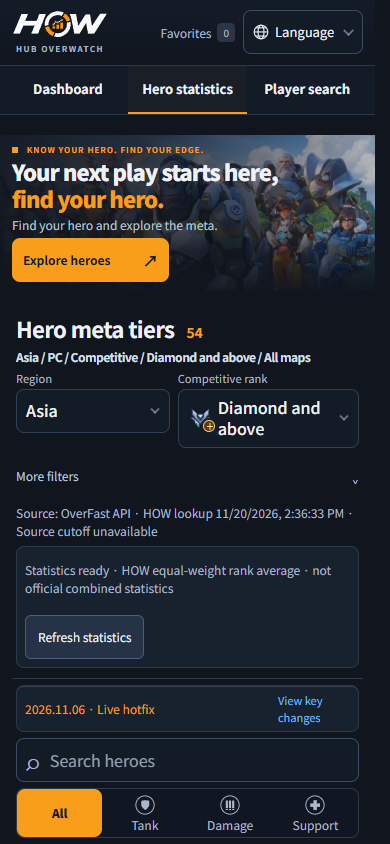 HOW
HUB OVERWATCH
Favorites 0
Language
Dashboard
Hero statistics
Player search
KNOW YOUR HERO. FIND YOUR EDGE.
Your next play starts here,
find your hero.
Find your hero and explore the meta.
Explore heroes ↗
Hero meta tiers 54
Asia / PC / Competitive / Diamond and above / All maps
Region
Asia
Competitive rank
Diamond and
above
More filters
Source: OverFast API · HOW lookup 11/20/2026, 2:36:33 PM ·
Source cutoff unavailable
Statistics ready · HOW equal-weight rank average · not
official combined statistics
Refresh statistics
2026.11.06 · Live hotfix
View key
changes
Search heroes
All
Tank
Damage
Support